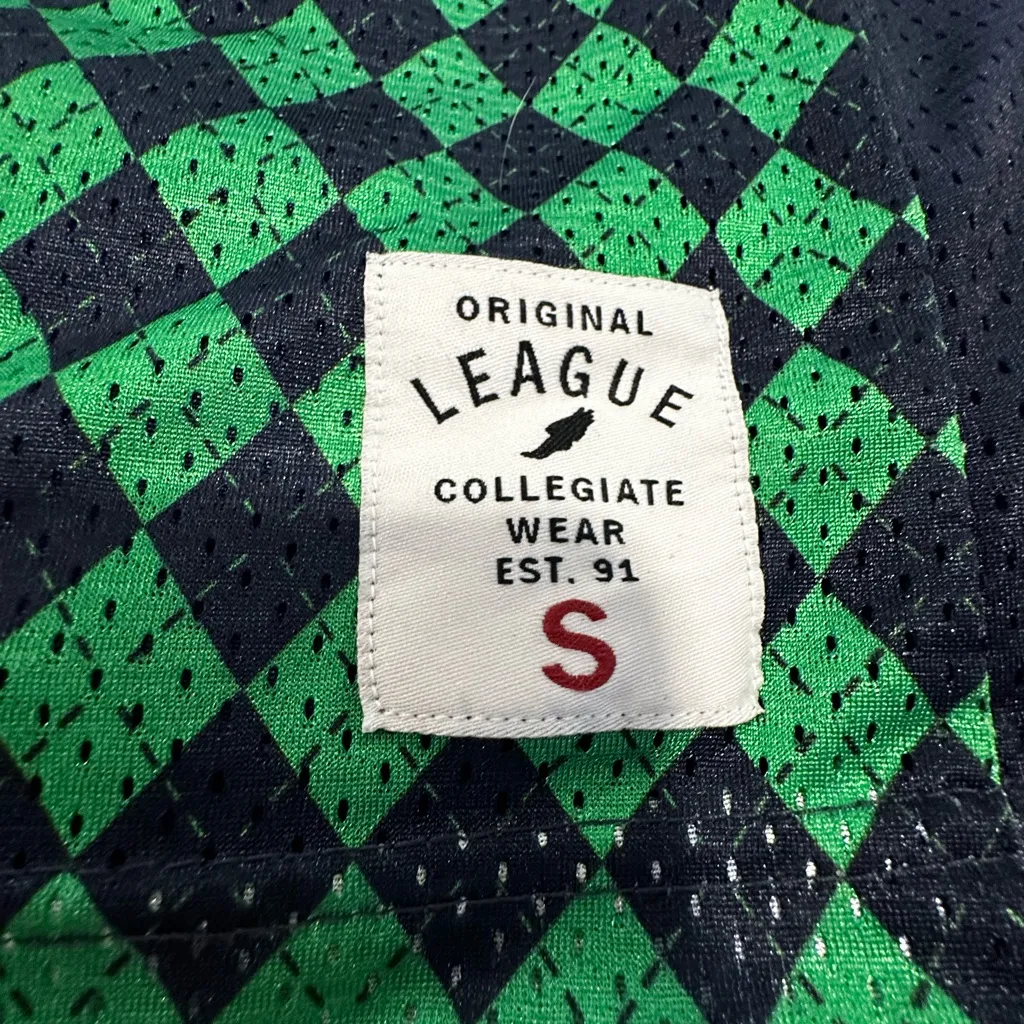 ORIGINAL
LEAGUE
COLLEGIATE
WEAR
EST. 91
S